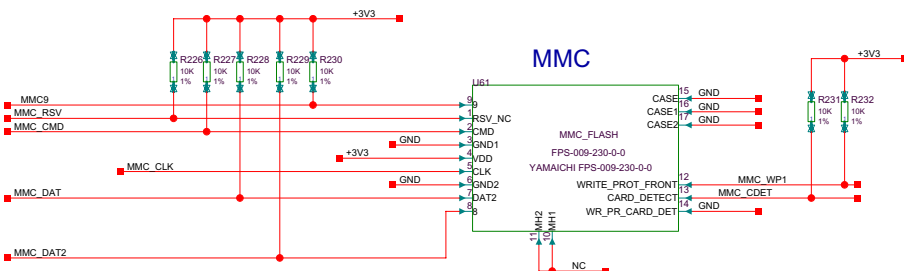 +3V3
MMC
R226 R227 R228 R229 R230
10K 10K 10K 10K 10K
1% 1% 1% 1% 1%
+3V3
R231 R232
10K 10K
1% 1%
U61
MMC9 9 9
MMC_RSV 1 RSV_NC
MMC_CMD 2 CMD
GND 3 GND1
+3V3 4 VDD
MMC_CLK 5 CLK
GND 6 GND2
MMC_DAT 7 DAT2
MMC_DAT2 8 8
MMC_FLASH
FPS-009-230-0-0
YAMAICHI FPS-009-230-0-0
CASE 15 GND
CASE1 16 GND
CASE2 17 GND
WRITE_PROT_FRONT 12 MMC_WP1
CARD_DETECT 13 MMC_CDET
WR_PR_CARD_DET 14 GND
MH2 MH1
11 10
NC